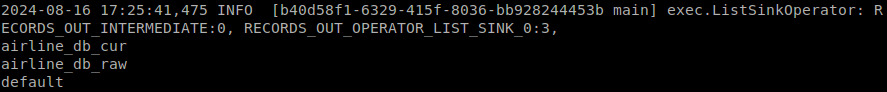 2024-08-16 17:25:41,475 INFO  [b40d58f1-6329-415f-8036-bb928244453b main] exec.ListSinkOperator: R
ECORDS_OUT_INTERMEDIATE:0, RECORDS_OUT_OPERATOR_LIST_SINK_0:3,
airline_db_cur
airline_db_raw
default